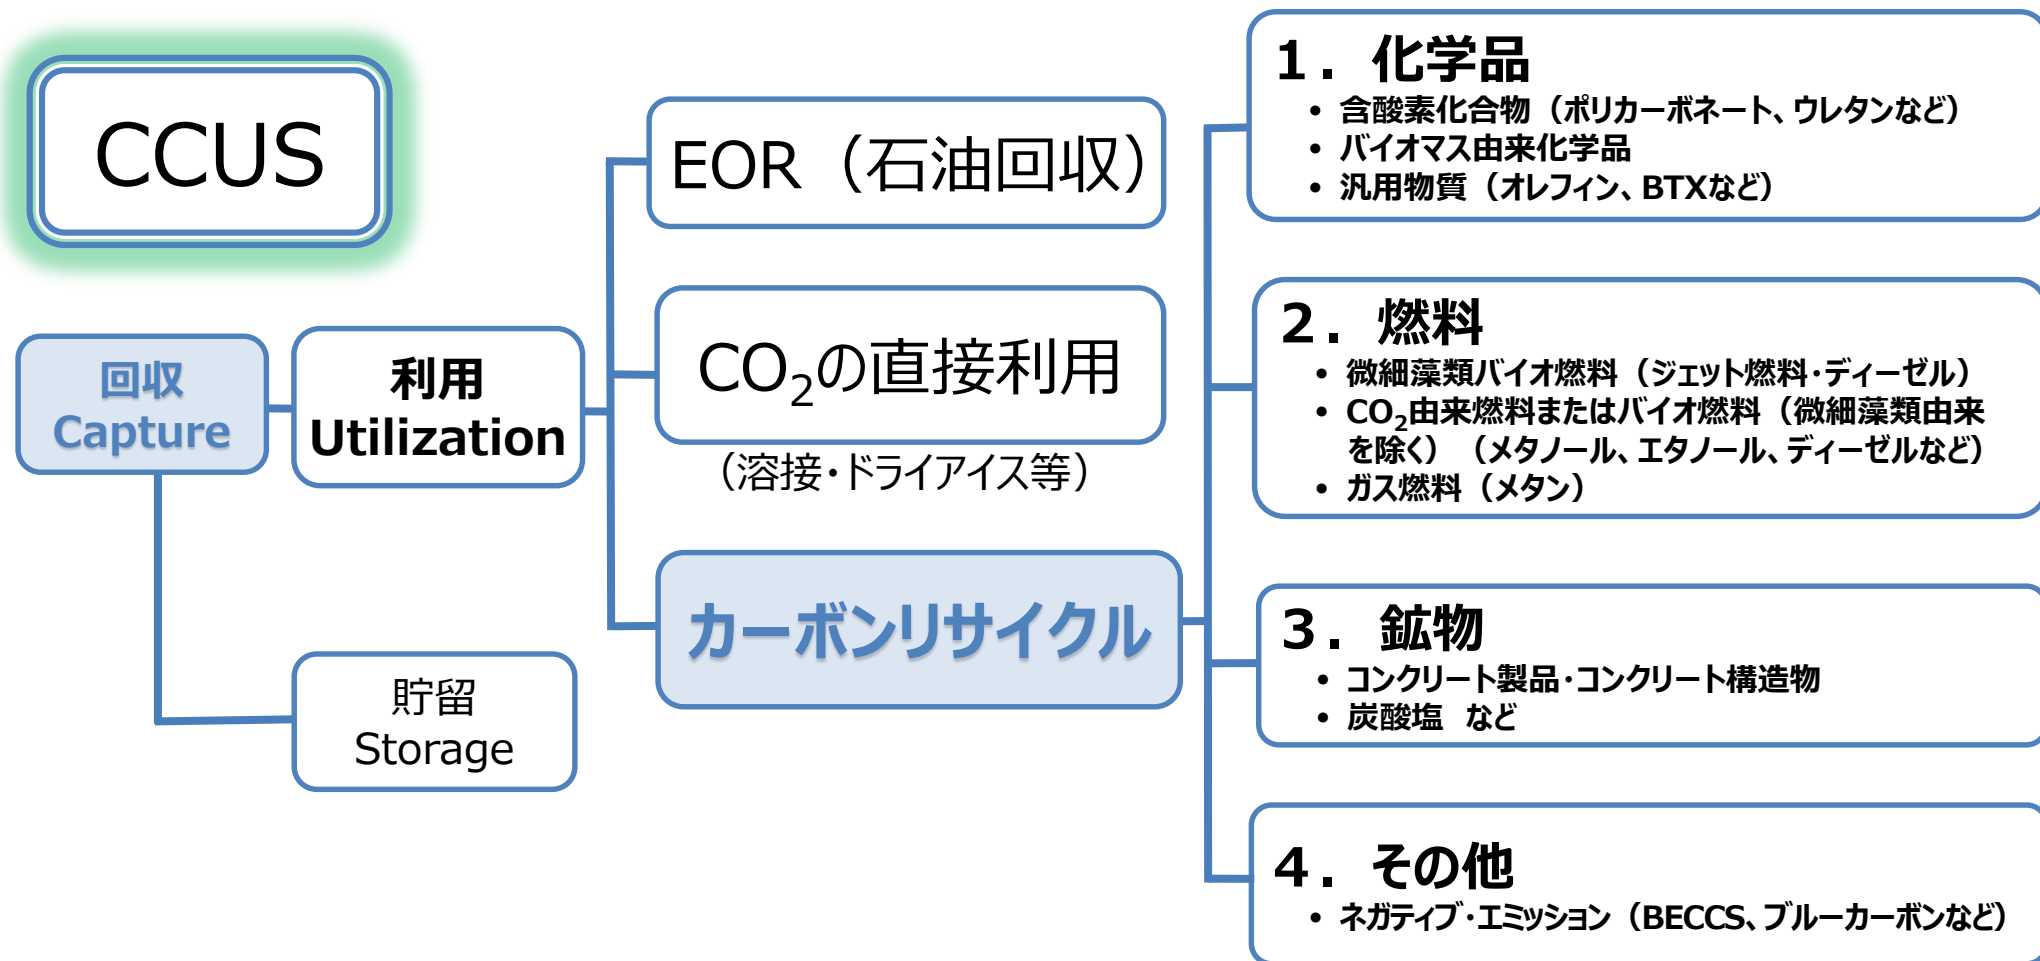 CCUS
回収
Capture
利用
Utilization
貯留
Storage
EOR（石油回収）
CO₂の直接利用
（溶接・ドライアイス等）
カーボンリサイクル
１．化学品
• 含酸素化合物（ポリカーボネート、ウレタンなど）
• バイオマス由来化学品
• 汎用物質（オレフィン、BTXなど）
２．燃料
• 微細藻類バイオ燃料（ジェット燃料・ディーゼル）
• CO₂由来燃料またはバイオ燃料（微細藻類由来
を除く）（メタノール、エタノール、ディーゼルなど）
• ガス燃料（メタン）
３．鉱物
• コンクリート製品・コンクリート構造物
• 炭酸塩 など
４．その他
• ネガティブ・エミッション（BECCS、ブルーカーボンなど）